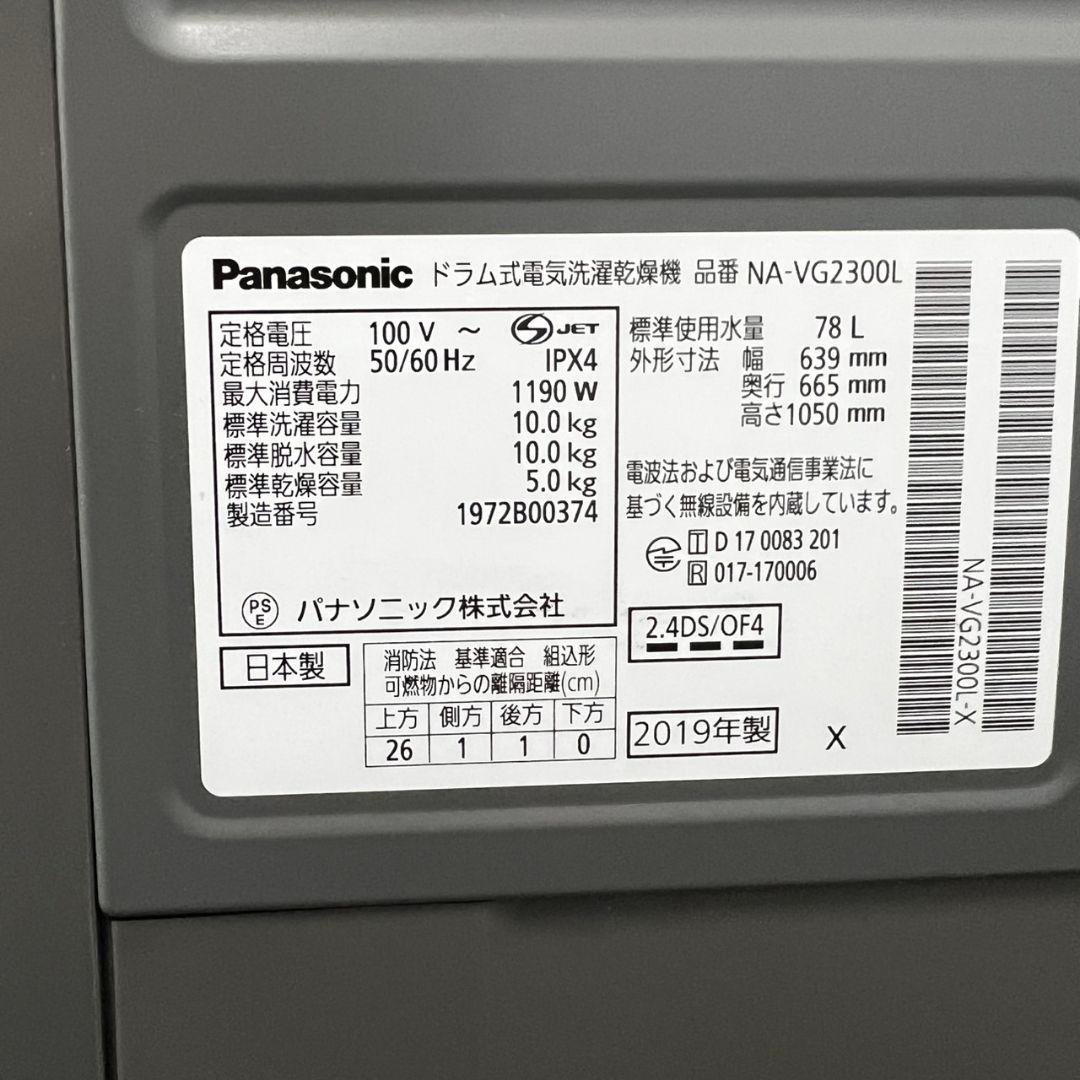 Panasonic ドラム式電気洗濯乾燥機 品番 NA-VG2300L
定格電圧 100 V ～ S JET
定格周波数 50/60 Hz IPX4
最大消費電力 1190 W
標準洗濯容量 10.0 kg
標準脱水容量 10.0 kg
標準乾燥容量 5.0 kg
製造番号 1972B00374
PS E パナソニック株式会社
日本製
消防法 基準適合 組込形
可燃物からの離隔距離(cm)
上方 側方 後方 下方
26 1 1 0
標準使用水量 78 L
外形寸法 幅 639 mm
奥行 665 mm
高さ1050 mm
電波法および電気通信事業法に
基づく無線設備を内蔵しています。
T D 17 0083 201
R 017-170006
2.4DS/OF4
2019年製 X
NA-VG2300L-X